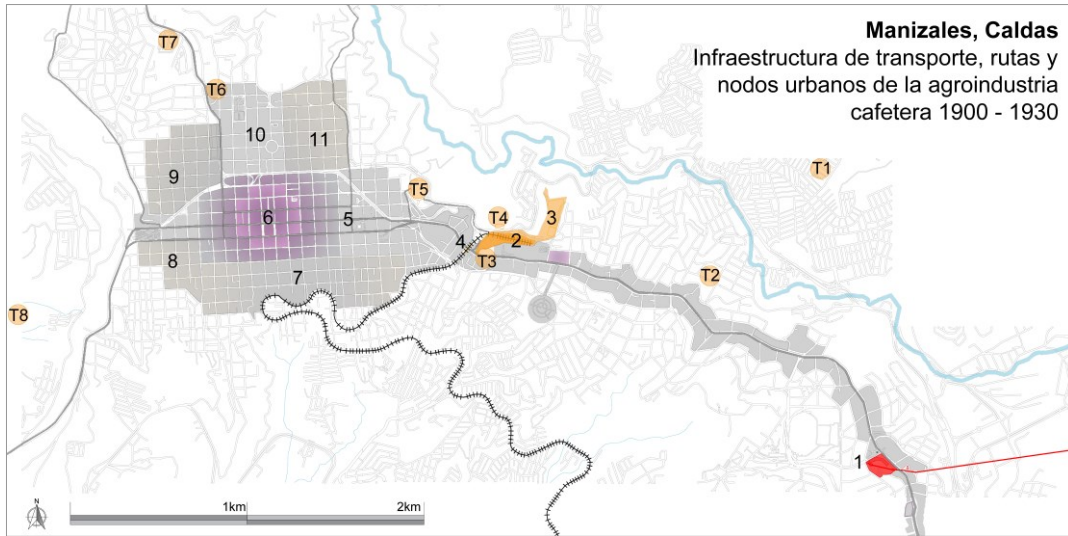 Manizales, Caldas
Infraestructura de transporte, rutas y
nodos urbanos de la agroindustria
cafetera 1900 - 1930
T7
T6
10
11
9
T1
T5
6
5
T4
3
4
2
T3
8
7
T2
T8
1
N
1km
2km